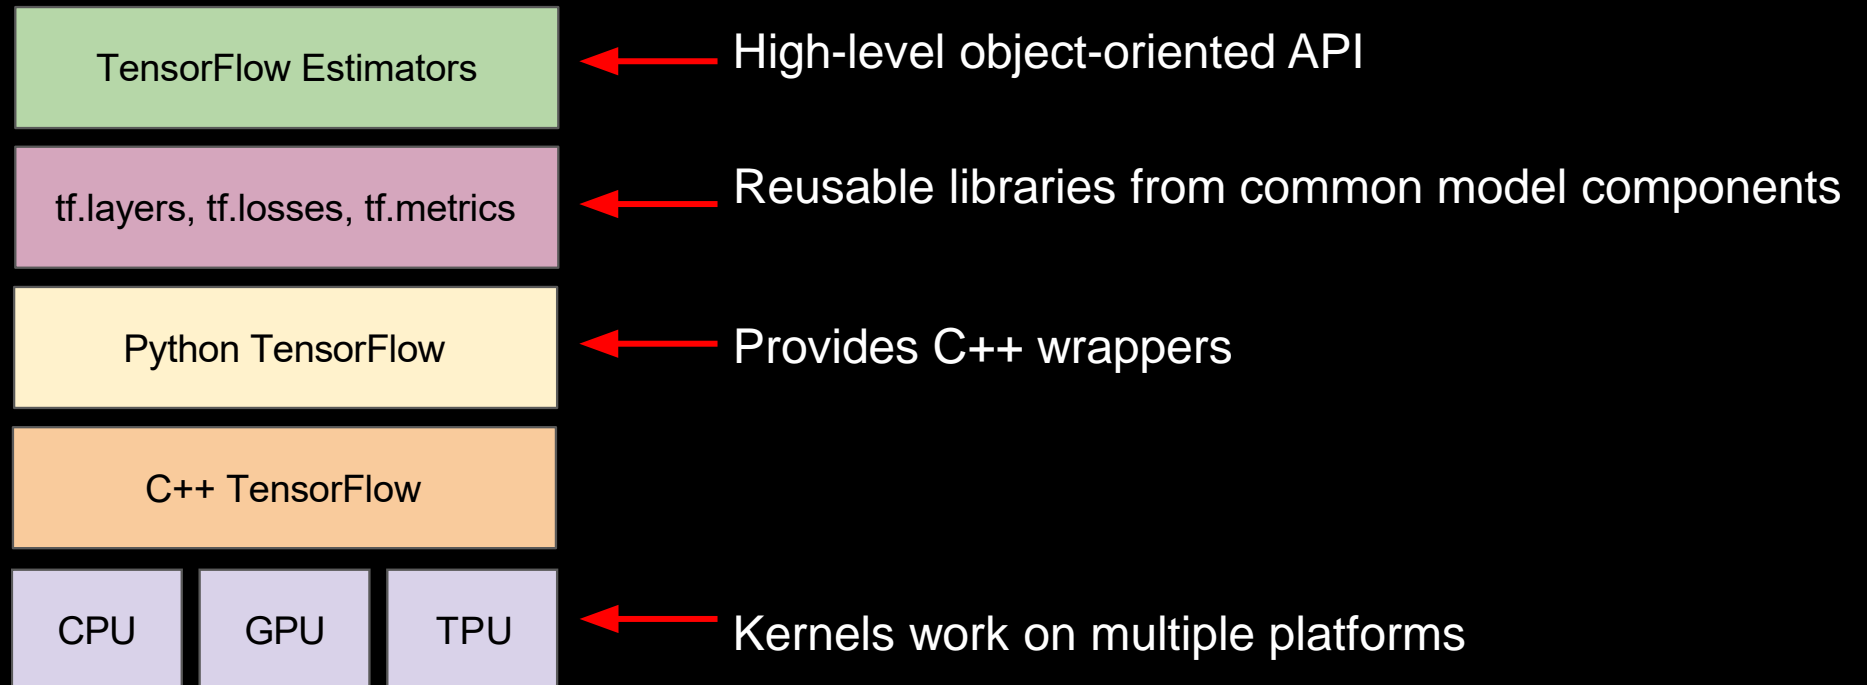 TensorFlow Estimators
High-level object-oriented API
tf.layers, tf.losses, tf.metrics
Reusable libraries from common model components
Python TensorFlow
Provides C++ wrappers
C++ TensorFlow
CPU
GPU
TPU
Kernels work on multiple platforms